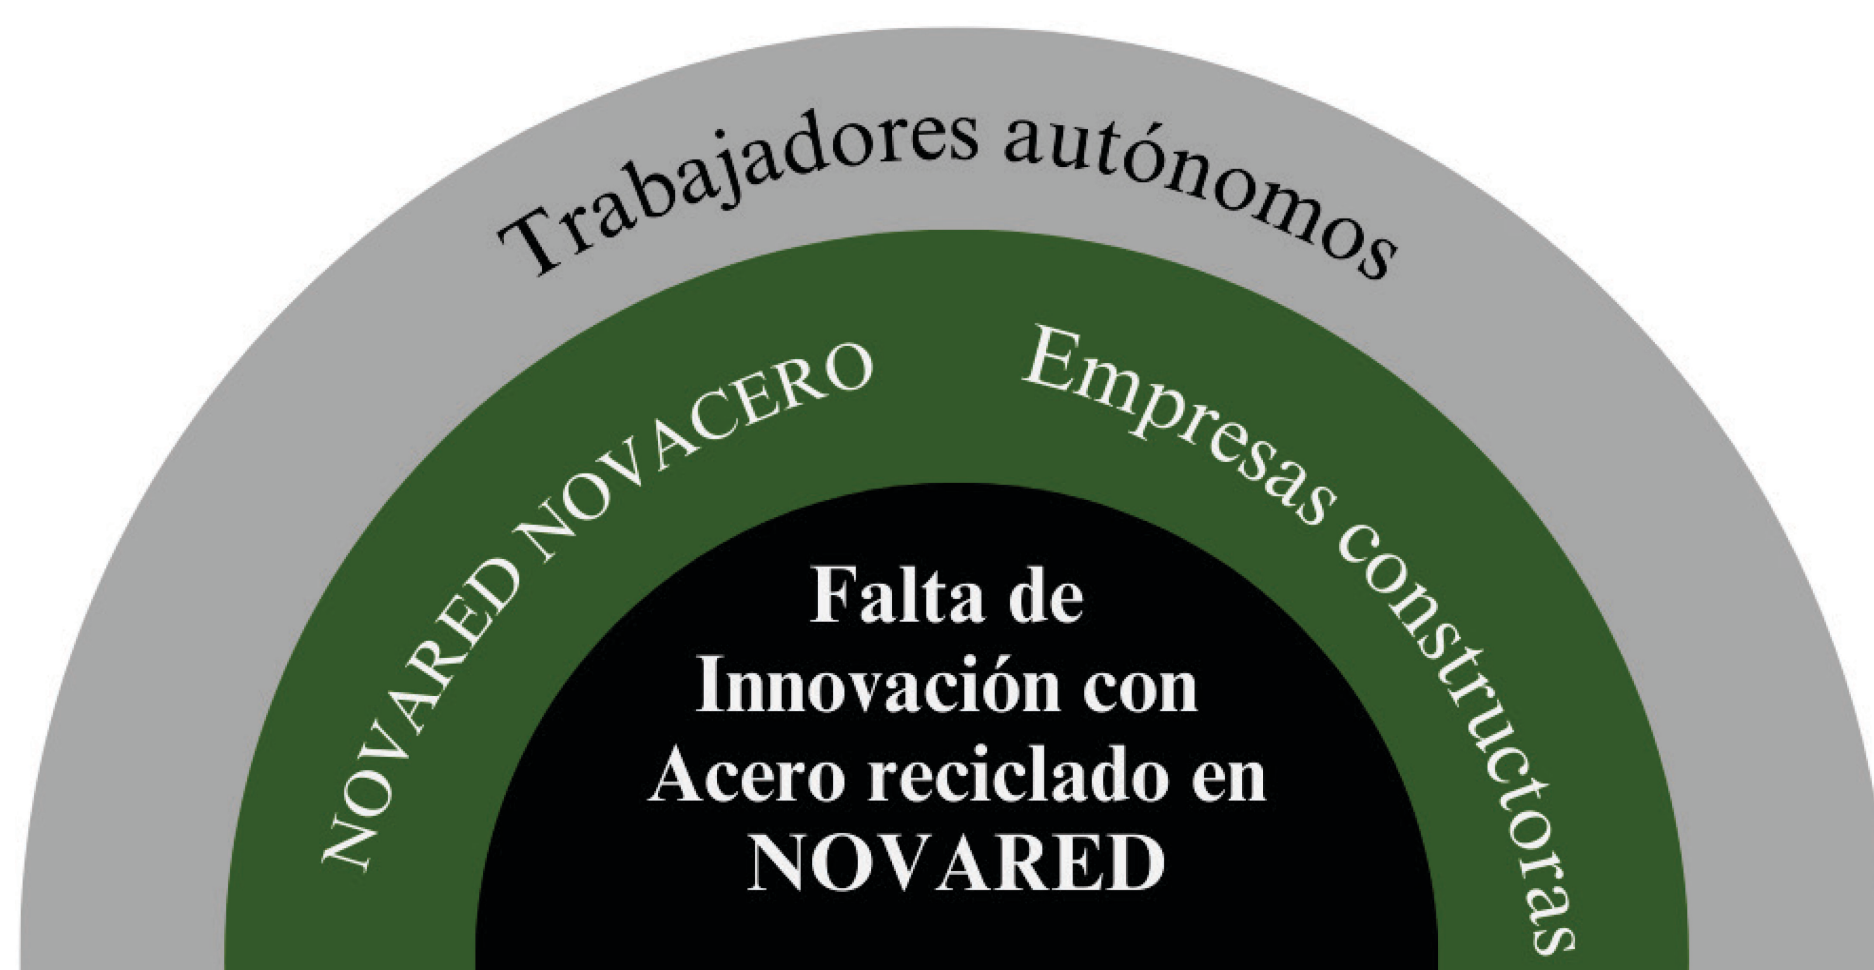 Trabajadores autónomos
NOVARED NOVACERO
Empresas constructoras
Falta de
Innovación con
Acero reciclado en
NOVARED